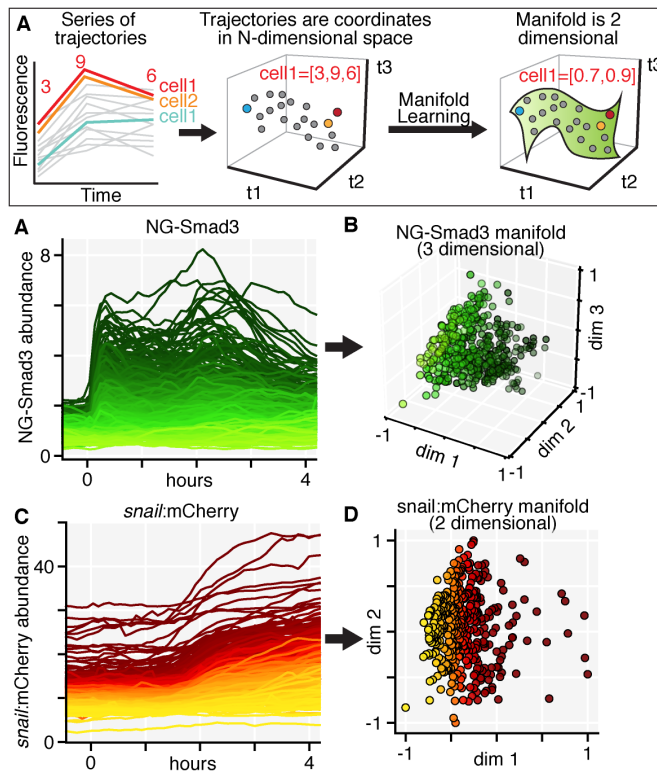 A
Series of
trajectories
Trajectories are coordinates
in N-dimensional space
Manifold is 2
dimensional
Fluorescence
3
9
6
cell1
cell2
cell1
Time
cell1=[3,9,6]
t3
t2
t1
Manifold
Learning
cell1=[0.7,0.9]
t3
t2
t1
A
NG-Smad3
NG-Smad3 abundance
8
0
0
hours
4
B
NG-Smad3 manifold
(3 dimensional)
1
dim 3
-1
1
dim 2
-1
-1
dim 1
1
C
snail:mCherry
snail:mCherry abundance
40
0
0
hours
4
D
snail:mCherry manifold
(2 dimensional)
1
dim 2
-1
-1
dim 1
1